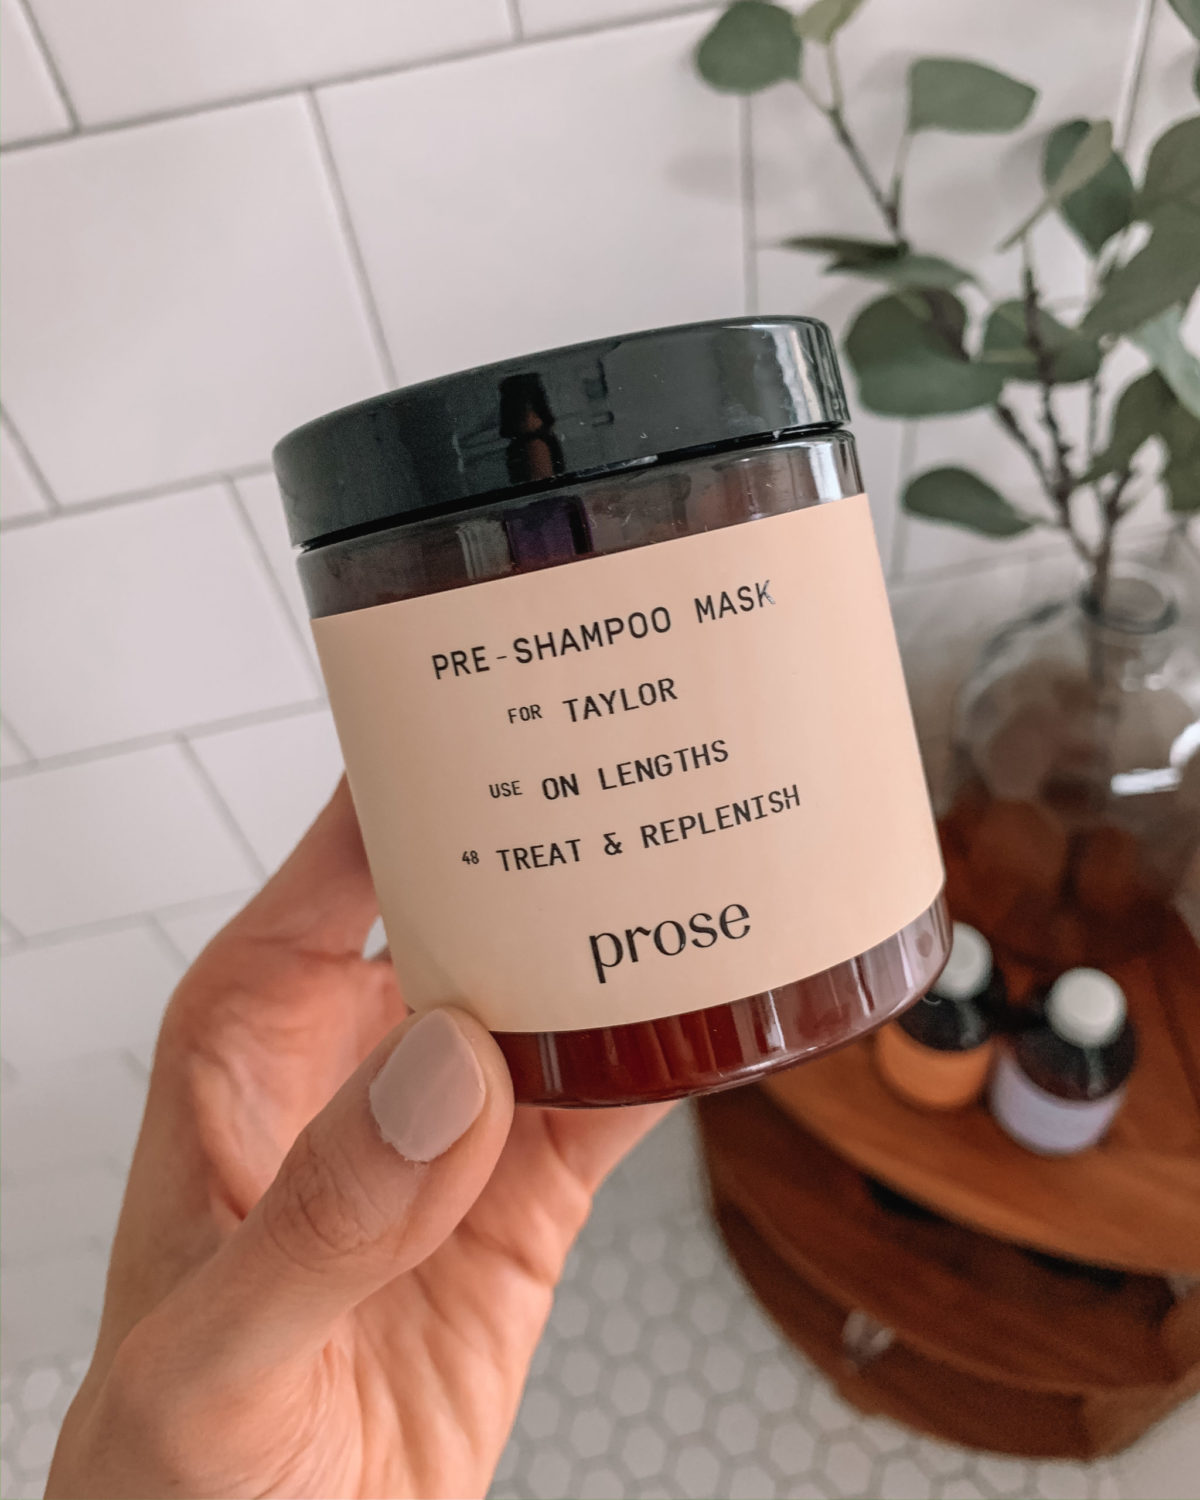 PRE-SHAMPOO MASK
FOR TAYLOR
USE ON LENGTHS
48 TREAT & REPLENISH
prose